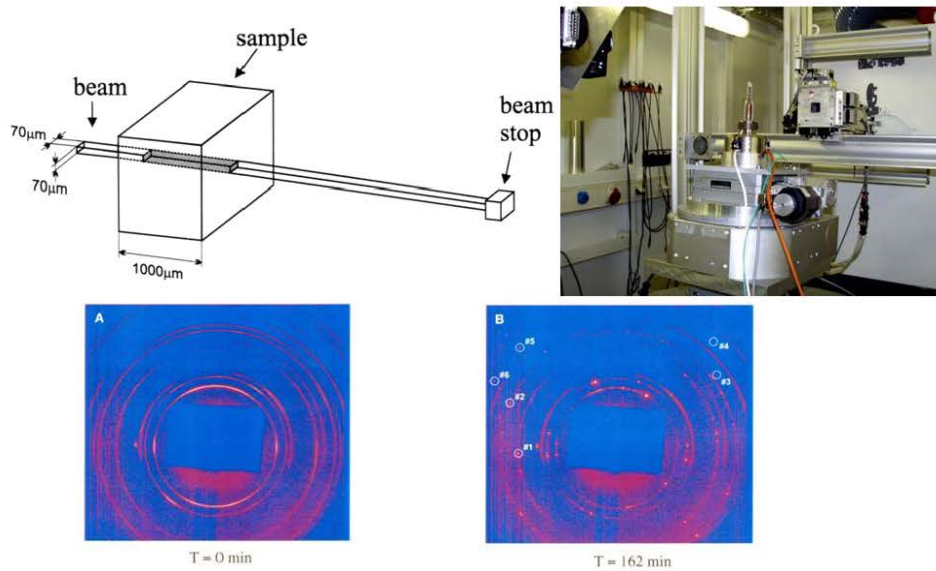 sample
beam
beam
stop
70μm
70μm
1000μm
A
B
#5
#4
#6
#3
#2
#1
T = 0 min
T = 162 min